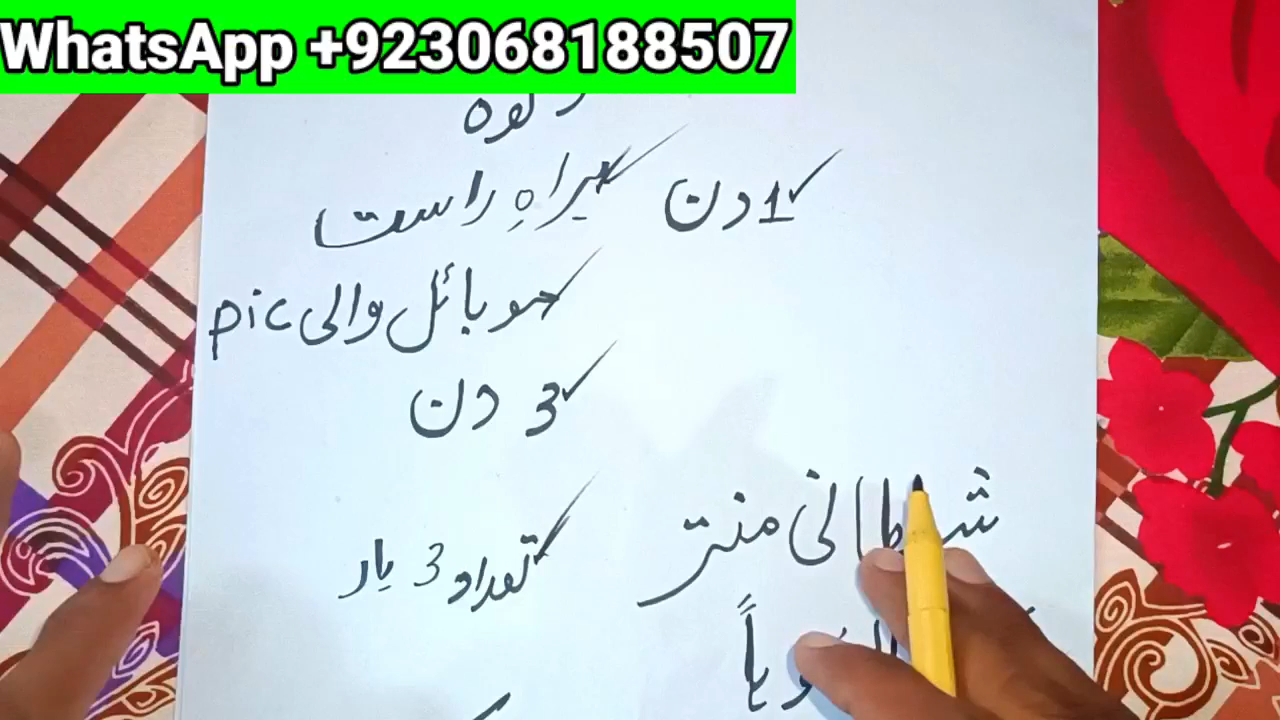 WhatsApp +923068188507
1 دن
براہِ راست
موبائل والی pic
3 دن
شیطانی منتر
تعداد 3 بار